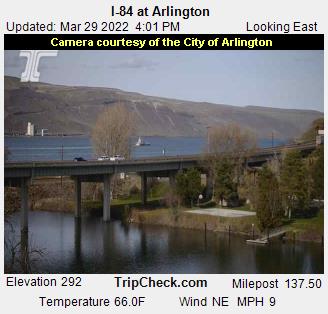 I-84 at Arlington
Updated: Mar 29 2022 4:01 PM Looking East
Camera courtesy of the City of Arlington
Elevation 292 TripCheck.com Milepost 137.50
Temperature 66.0F Wind NE MPH 9